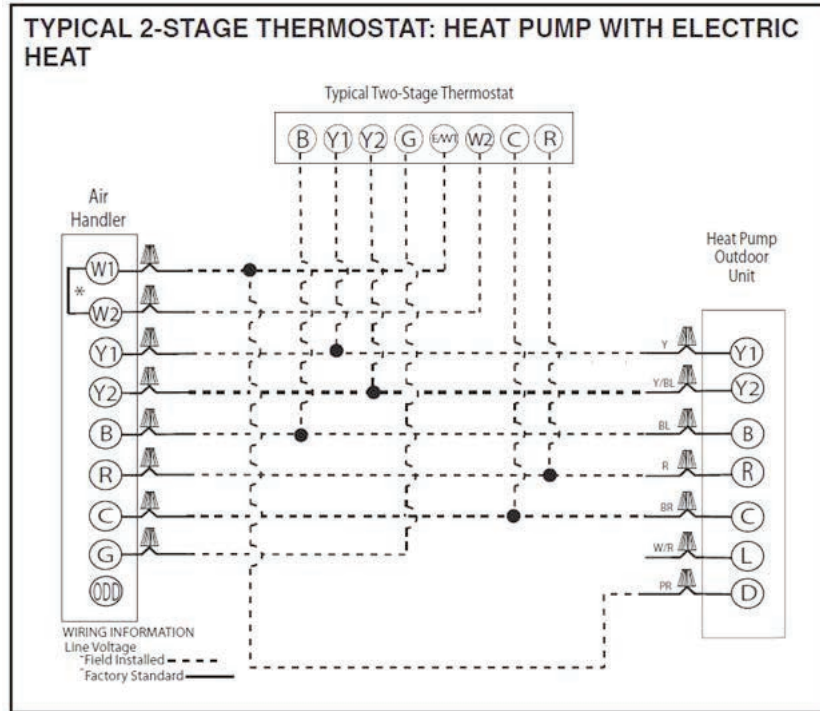 TYPICAL 2-STAGE THERMOSTAT: HEAT PUMP WITH ELECTRIC
HEAT
Typical Two-Stage Thermostat
B Y1 Y2 G E/W1 W2 C R
Air
Handler
W1
*
W2
Y1
Y2
B
R
C
G
ODD
Heat Pump
Outdoor
Unit
Y Y1
Y/BL Y2
BL B
R R
BR C
W/R L
PR D
WIRING INFORMATION
Line Voltage
-Field Installed
-Factory Standard